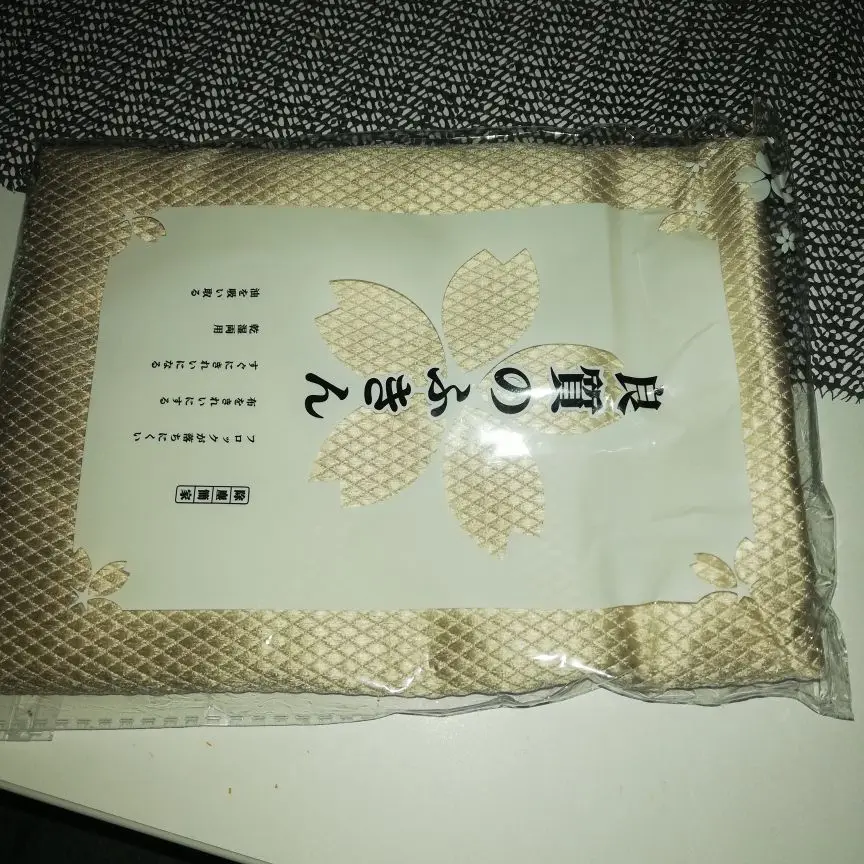 良質のふきん
フロックが落ちにくい
布をきれいにする
すぐにきれいになる
乾湿両用
油を吸い取る